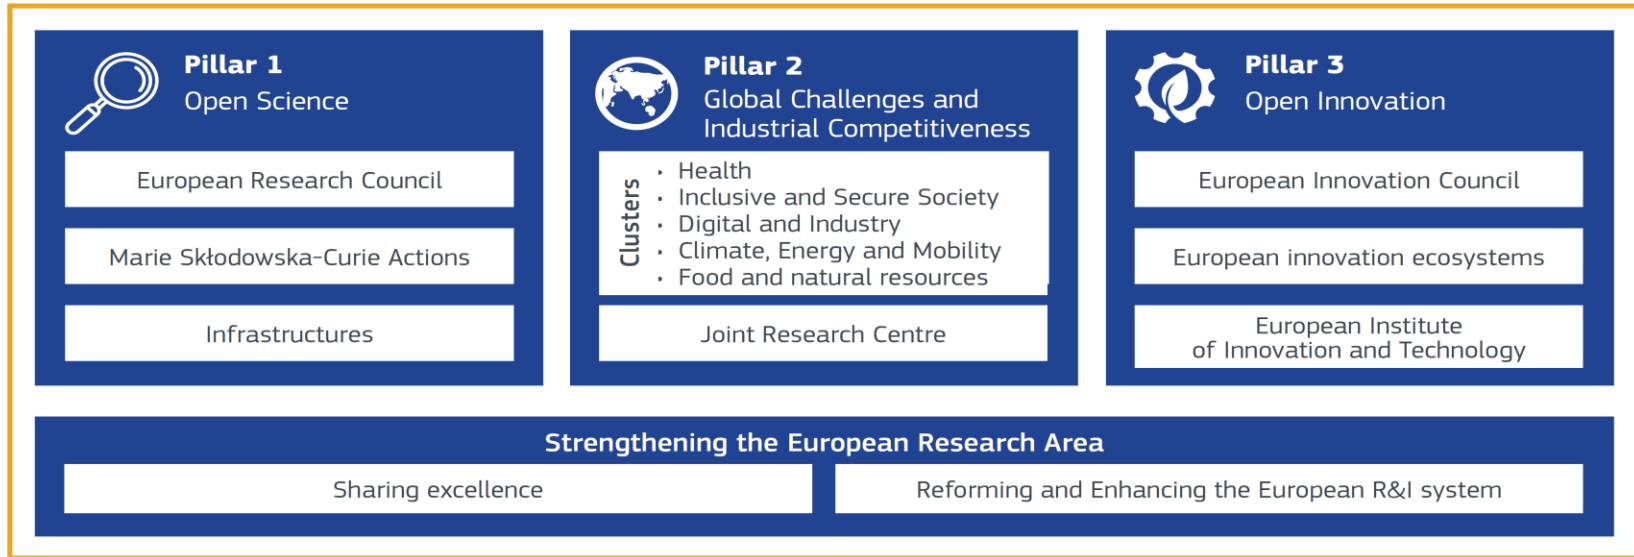 Pillar 1
Open Science
European Research Council
Marie Skłodowska-Curie Actions
Infrastructures
Pillar 2
Global Challenges and
Industrial Competitiveness
Clusters
· Health
· Inclusive and Secure Society
· Digital and Industry
· Climate, Energy and Mobility
· Food and natural resources
Joint Research Centre
Pillar 3
Open Innovation
European Innovation Council
European innovation ecosystems
European Institute
of Innovation and Technology
Strengthening the European Research Area
Sharing excellence
Reforming and Enhancing the European R&I system